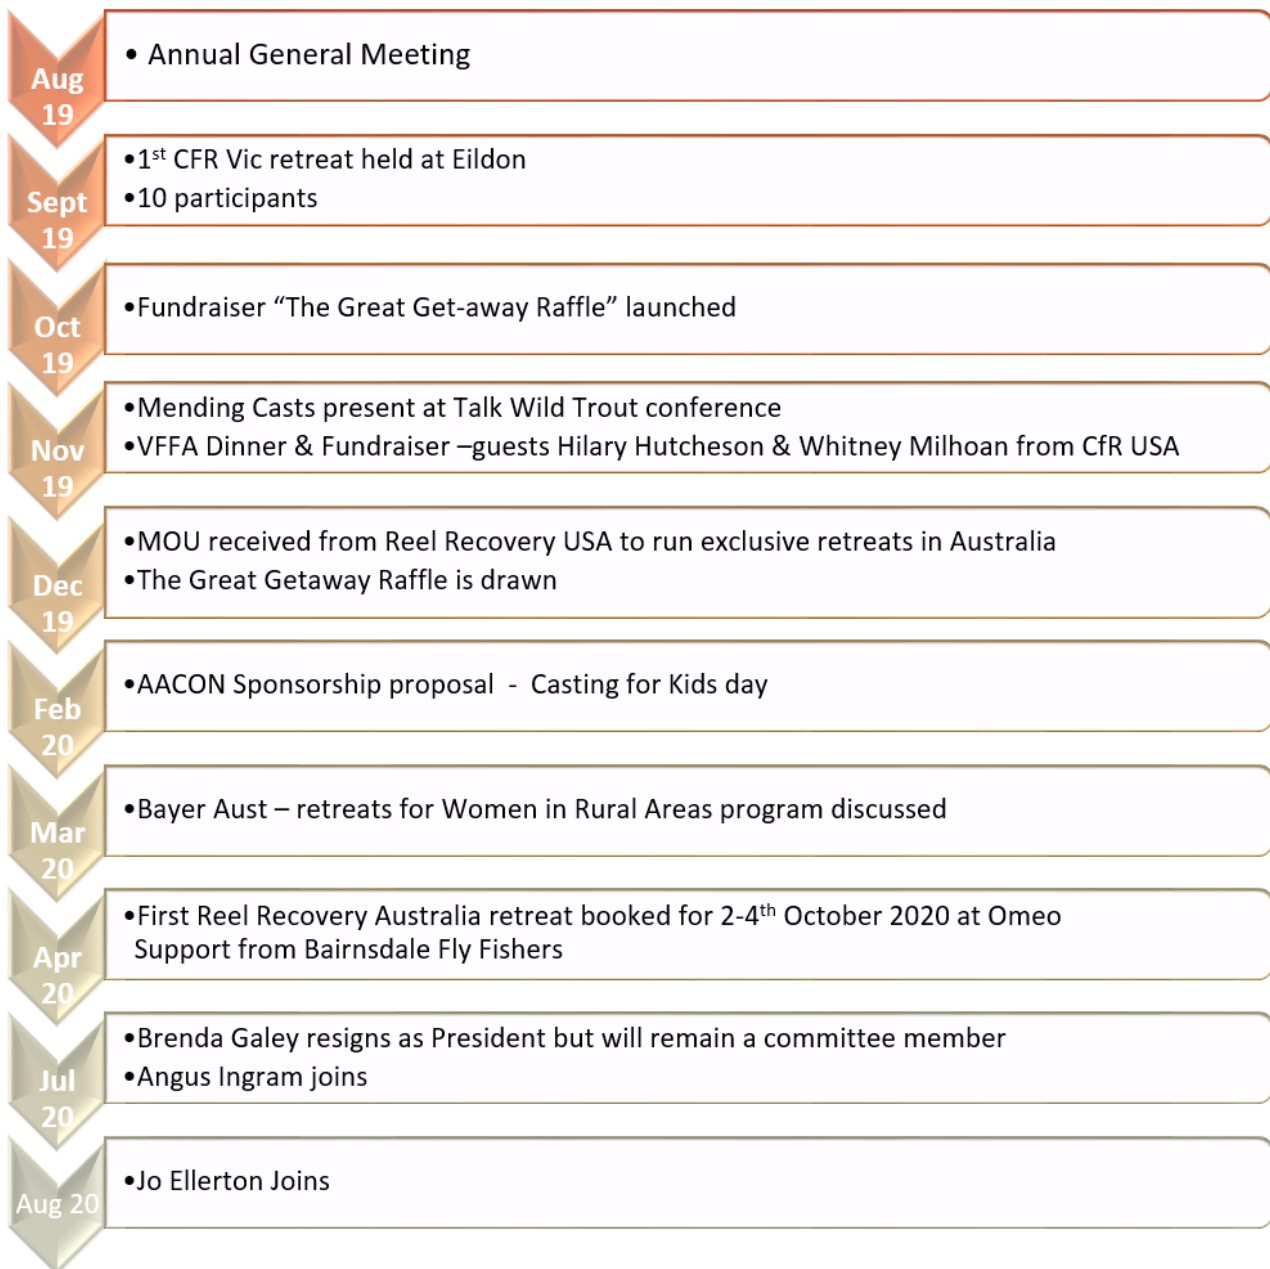 Aug
19
• Annual General Meeting
Sept
19
•1st CFR Vic retreat held at Eildon
•10 participants
Oct
19
•Fundraiser “The Great Get-away Raffle” launched
Nov
19
•Mending Casts present at Talk Wild Trout conference
•VFFA Dinner & Fundraiser –guests Hilary Hutcheson & Whitney Milhoan from CfR USA
Dec
19
•MOU received from Reel Recovery USA to run exclusive retreats in Australia
•The Great Getaway Raffle is drawn
Feb
20
•AACON Sponsorship proposal - Casting for Kids day
Mar
20
•Bayer Aust – retreats for Women in Rural Areas program discussed
Apr
20
•First Reel Recovery Australia retreat booked for 2-4th October 2020 at Omeo
Support from Bairnsdale Fly Fishers
Jul
20
•Brenda Galey resigns as President but will remain a committee member
•Angus Ingram joins
Aug 20
•Jo Ellerton Joins